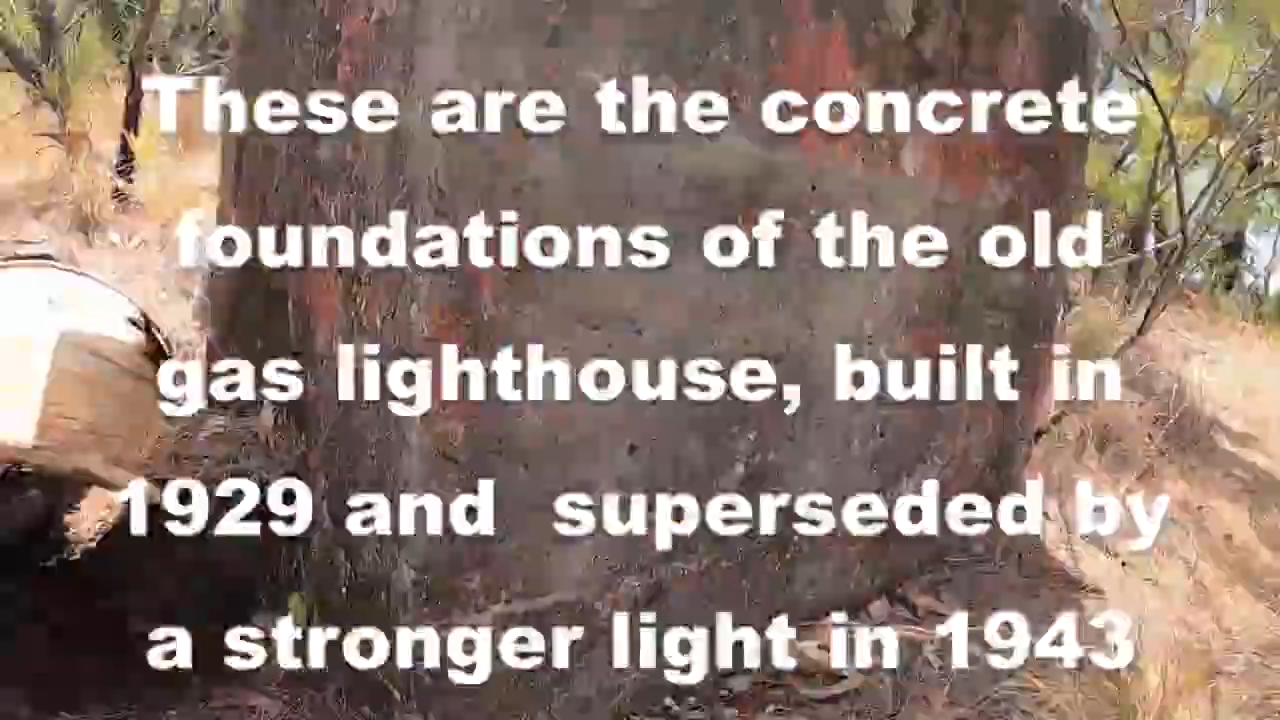 These are the concrete
foundations of the old
gas lighthouse, built in
1929 and  superseded by
a stronger light in 1943